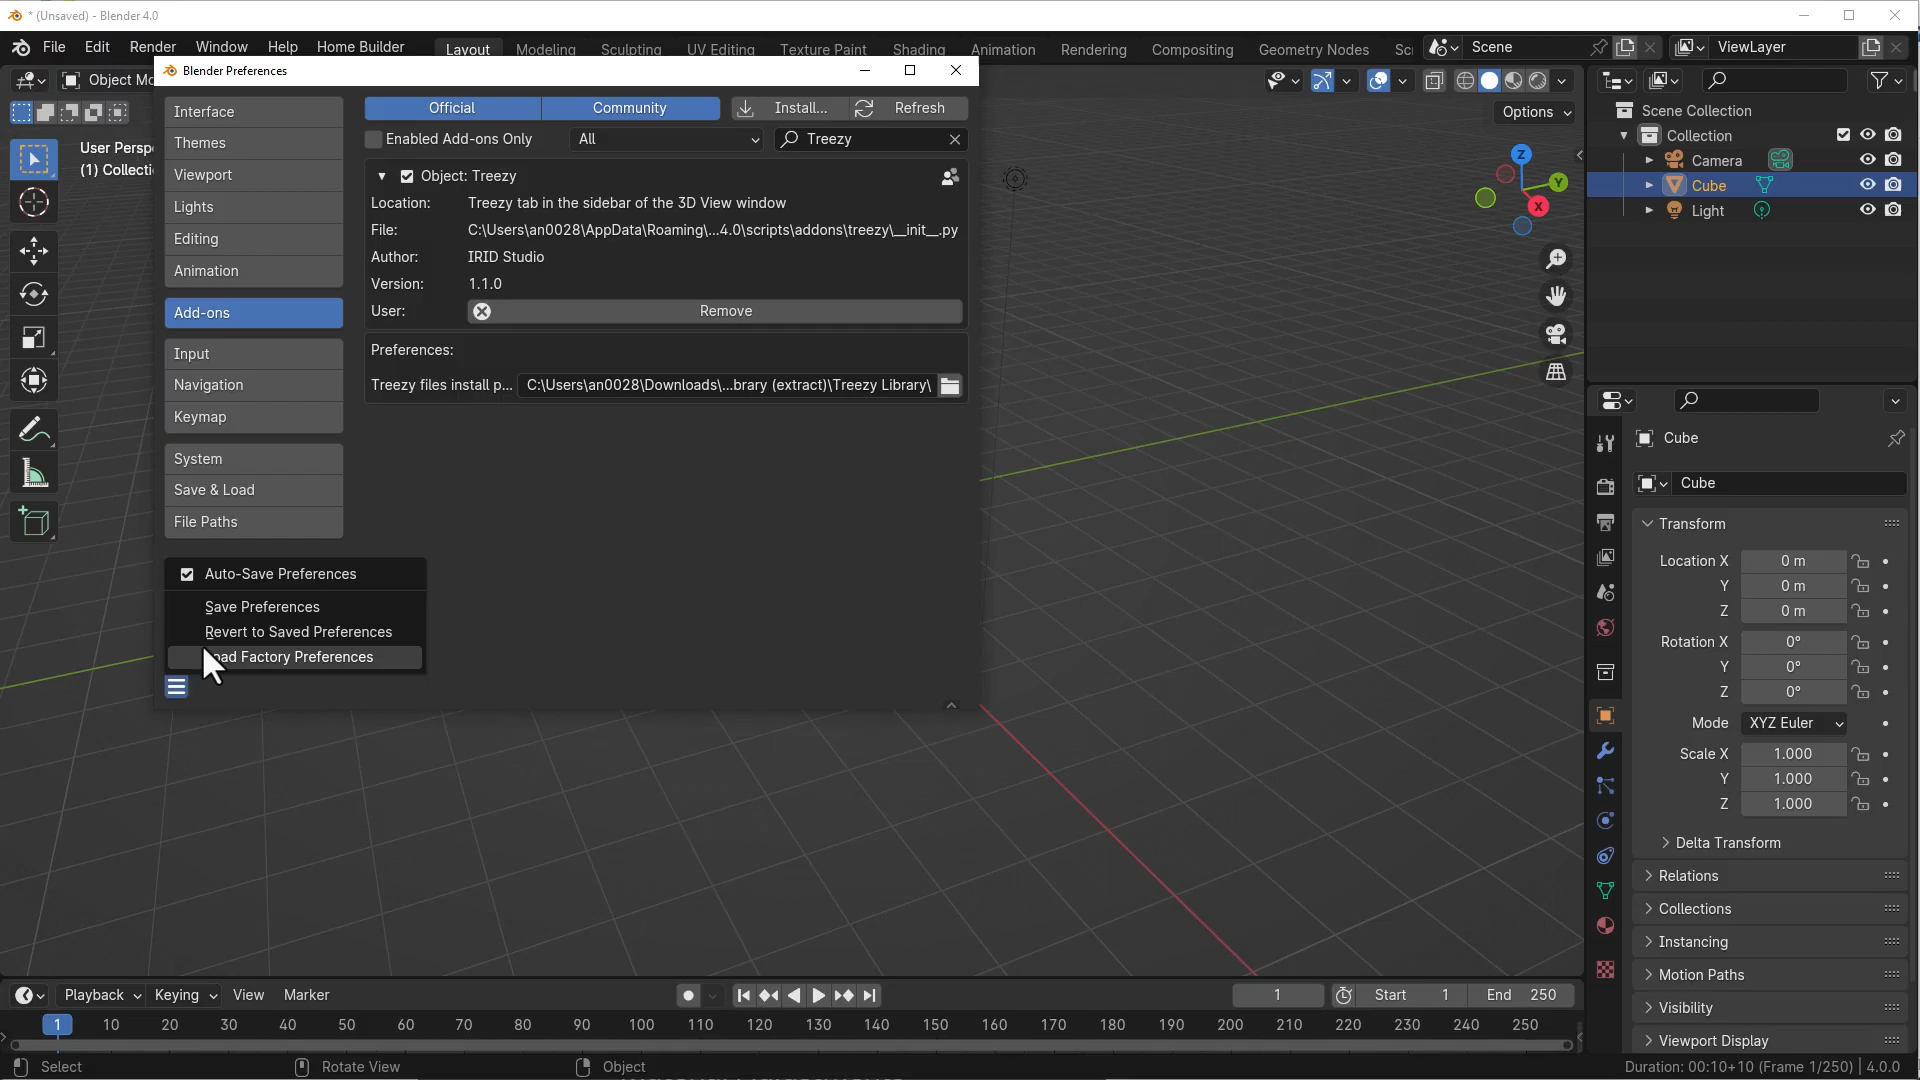 * (Unsaved) - Blender 4.0
File Edit Render Window Help Home Builder Layout Modeling Sculpting UV Editing Texture Paint Shading Animation Rendering Compositing Geometry Nodes Scene ViewLayer
Object Mo
Blender Preferences
Options
User Persp
(1) Collecti
Interface
Themes
Viewport
Lights
Editing
Animation
Add-ons
Input
Navigation
Keymap
System
Save & Load
File Paths
Official Community Install... Refresh
Enabled Add-ons Only All Treezy
Object: Treezy
Location: Treezy tab in the sidebar of the 3D View window
File: C:\Users\an0028\AppData\Roaming\...4.0\scripts\addons\treezy\__init__.py
Author: IRID Studio
Version: 1.1.0
User: Remove
Preferences:
Treezy files install p... C:\Users\an0028\Downloads\...brary (extract)\Treezy Library\
Auto-Save Preferences
Save Preferences
Revert to Saved Preferences
Factory Preferences
Z
Y
X
Scene Collection
Collection
Camera
Cube
Light
Cube
Cube
Transform
Location X 0 m
Y 0 m
Z 0 m
Rotation X 0°
Y 0°
Z 0°
Mode XYZ Euler
Scale X 1.000
Y 1.000
Z 1.000
Delta Transform
Relations
Collections
Instancing
Motion Paths
Visibility
Viewport Display
Playback Keying View Marker 1 Start 1 End 250
1 10 20 30 40 50 60 70 80 90 100 110 120 130 140 150 160 170 180 190 200 210 220 230 240 250
Select Rotate View Object Duration: 00:10+10 (Frame 1/250) | 4.0.0